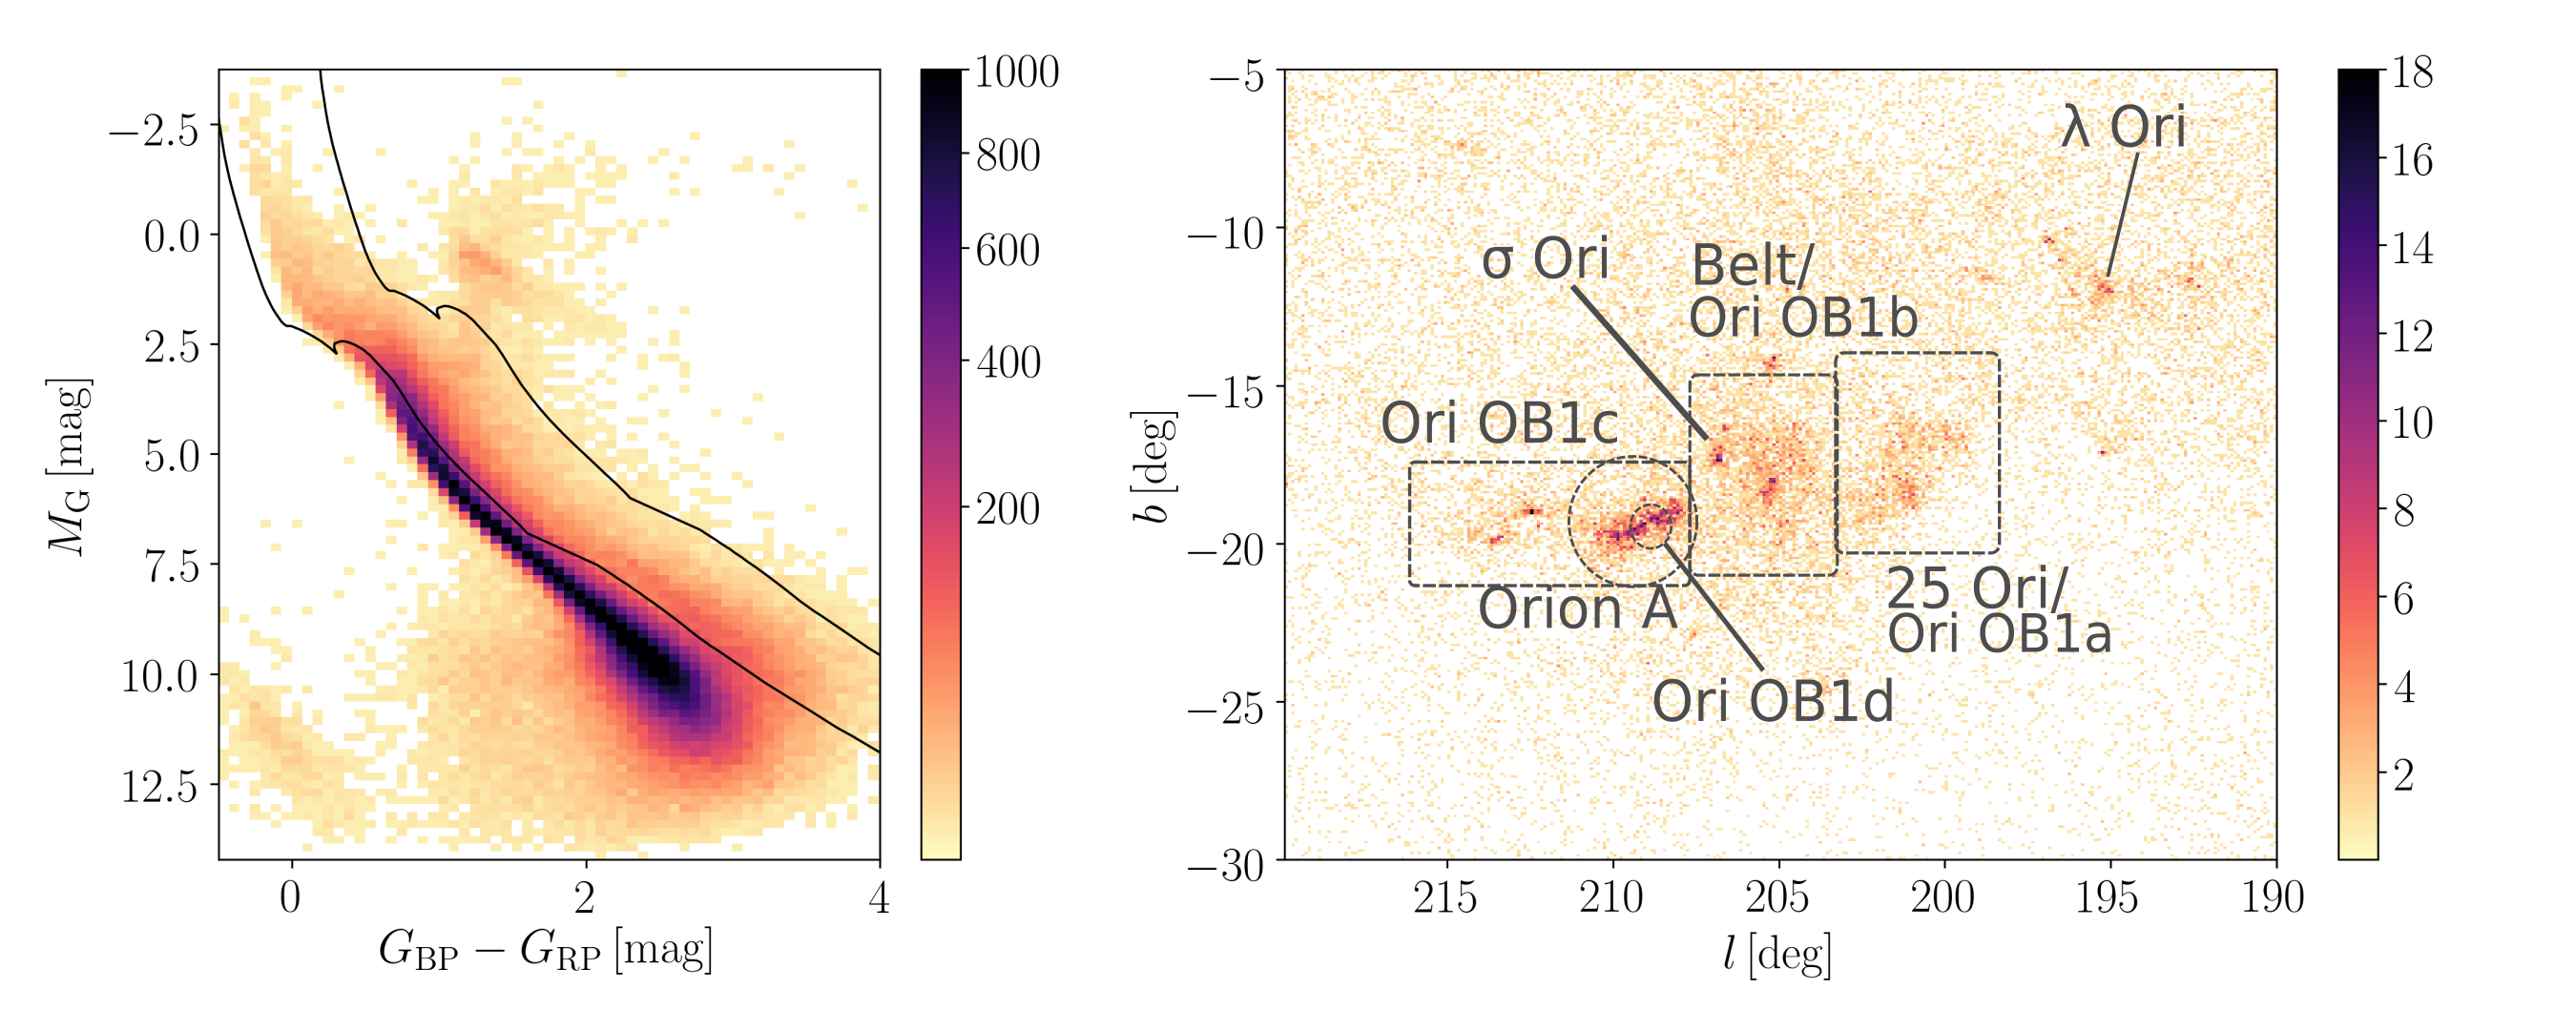 −2.5
0.0
2.5
5.0
7.5
10.0
12.5
M_G [mag]
0
2
4
G_BP − G_RP [mag]
1000
800
600
400
200
−5
−10
−15
−20
−25
−30
b [deg]
λ Ori
σ Ori
Belt/
Ori OB1b
Ori OB1c
Orion A
25 Ori/
Ori OB1a
Ori OB1d
215
210
205
200
195
190
l [deg]
18
16
14
12
10
8
6
4
2